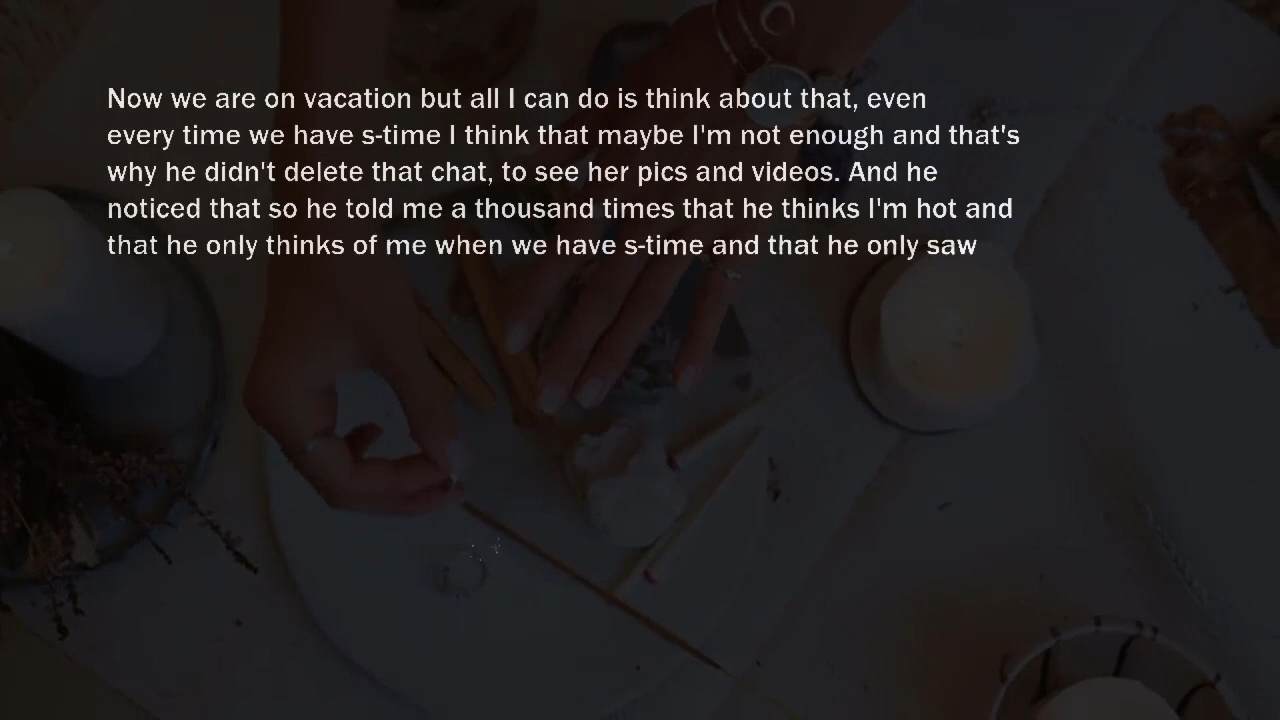 Now we are on vacation but all I can do is think about that, even
every time we have s-time I think that maybe I'm not enough and that's
why he didn't delete that chat, to see her pics and videos. And he
noticed that so he told me a thousand times that he thinks I'm hot and
that he only thinks of me when we have s-time and that he only saw